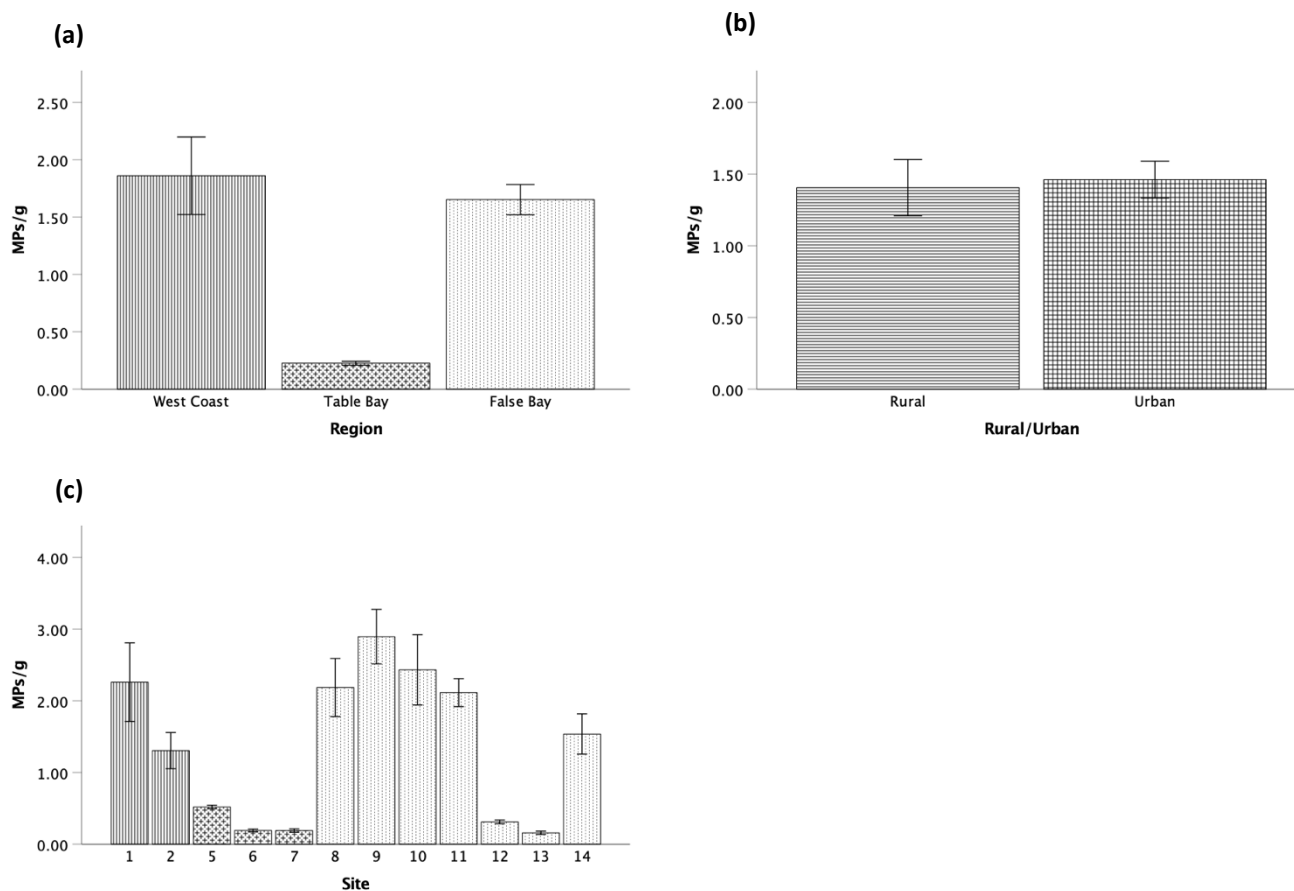 (a)
2.50
2.00
1.50
1.00
0.50
0.00
MPs/g
West Coast Table Bay False Bay
Region
(b)
2.00
1.50
1.00
0.50
0.00
MPs/g
Rural Urban
Rural/Urban
(c)
4.00
3.00
2.00
1.00
0.00
MPs/g
1 2 5 6 7 8 9 10 11 12 13 14
Site